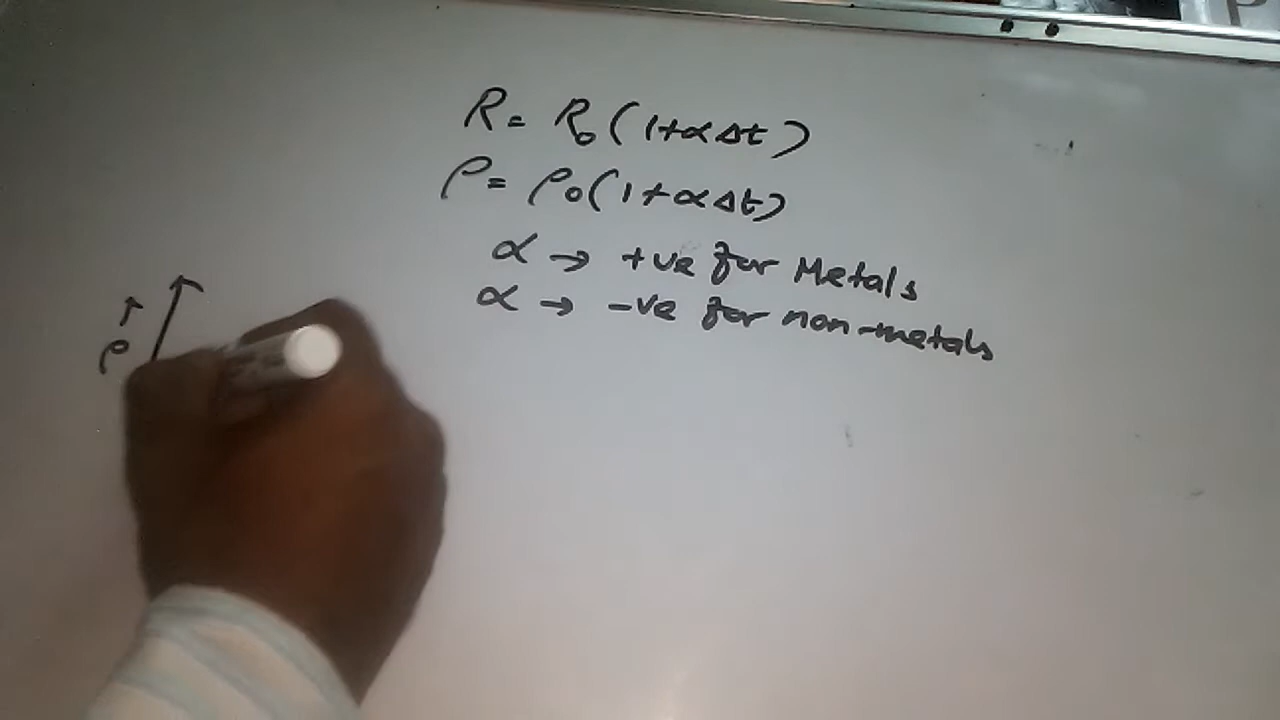 R = R₀(1+αΔt)
ρ = ρ₀(1+αΔt)
α → +ve for Metals
α → -ve for non-metals
ρ ↑